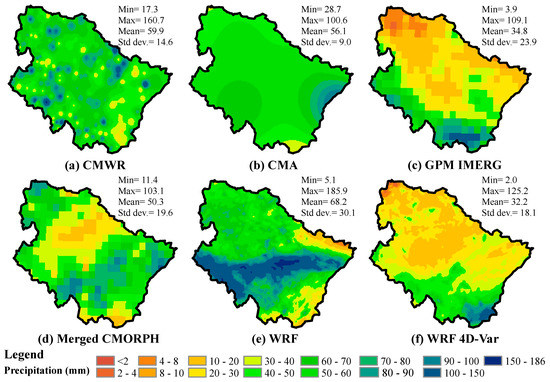 Min= 17.3
Max= 160.7
Mean= 59.9
Std dev.= 14.6
(a) CMWR
Min= 28.7
Max= 100.6
Mean= 56.1
Std dev.= 9.0
(b) CMA
Min= 3.9
Max= 109.1
Mean= 34.8
Std dev.= 23.9
(c) GPM IMERG
Min= 11.4
Max= 103.1
Mean= 50.3
Std dev.= 19.6
(d) Merged CMORPH
Min= 5.1
Max= 185.9
Mean= 68.2
Std dev.= 30.1
(e) WRF
Min= 2.0
Max= 125.2
Mean= 32.2
Std dev.= 18.1
(f) WRF 4D-Var
Legend
Precipitation (mm)
<2 4 - 8 10 - 20 30 - 40 60 - 70 70 - 80 90 - 100 150 - 186
2 - 4 8 - 10 20 - 30 40 - 50 50 - 60 80 - 90 100 - 150